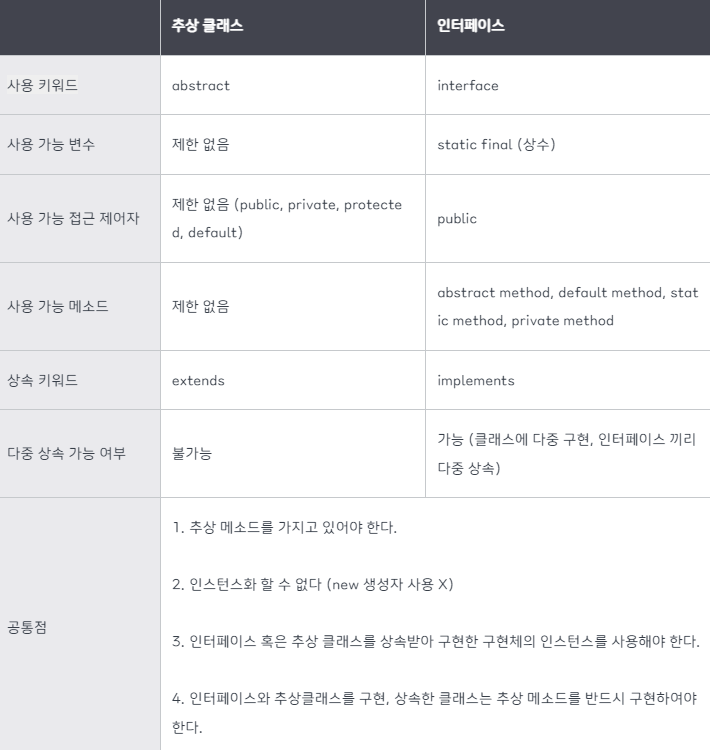 추상 클래스 인터페이스
사용 키워드 abstract interface
사용 가능 변수 제한 없음 static final (상수)
사용 가능 접근 제어자 제한 없음 (public, private, protecte
d, default) public
사용 가능 메소드 제한 없음 abstract method, default method, stat
ic method, private method
상속 키워드 extends implements
다중 상속 가능 여부 불가능 가능 (클래스에 다중 구현, 인터페이스 끼리
다중 상속)
공통점
1. 추상 메소드를 가지고 있어야 한다.
2. 인스턴스화 할 수 없다 (new 생성자 사용 X)
3. 인터페이스 혹은 추상 클래스를 상속받아 구현한 구현체의 인스턴스를 사용해야 한다.
4. 인터페이스와 추상클래스를 구현, 상속한 클래스는 추상 메소드를 반드시 구현하여야
한다.